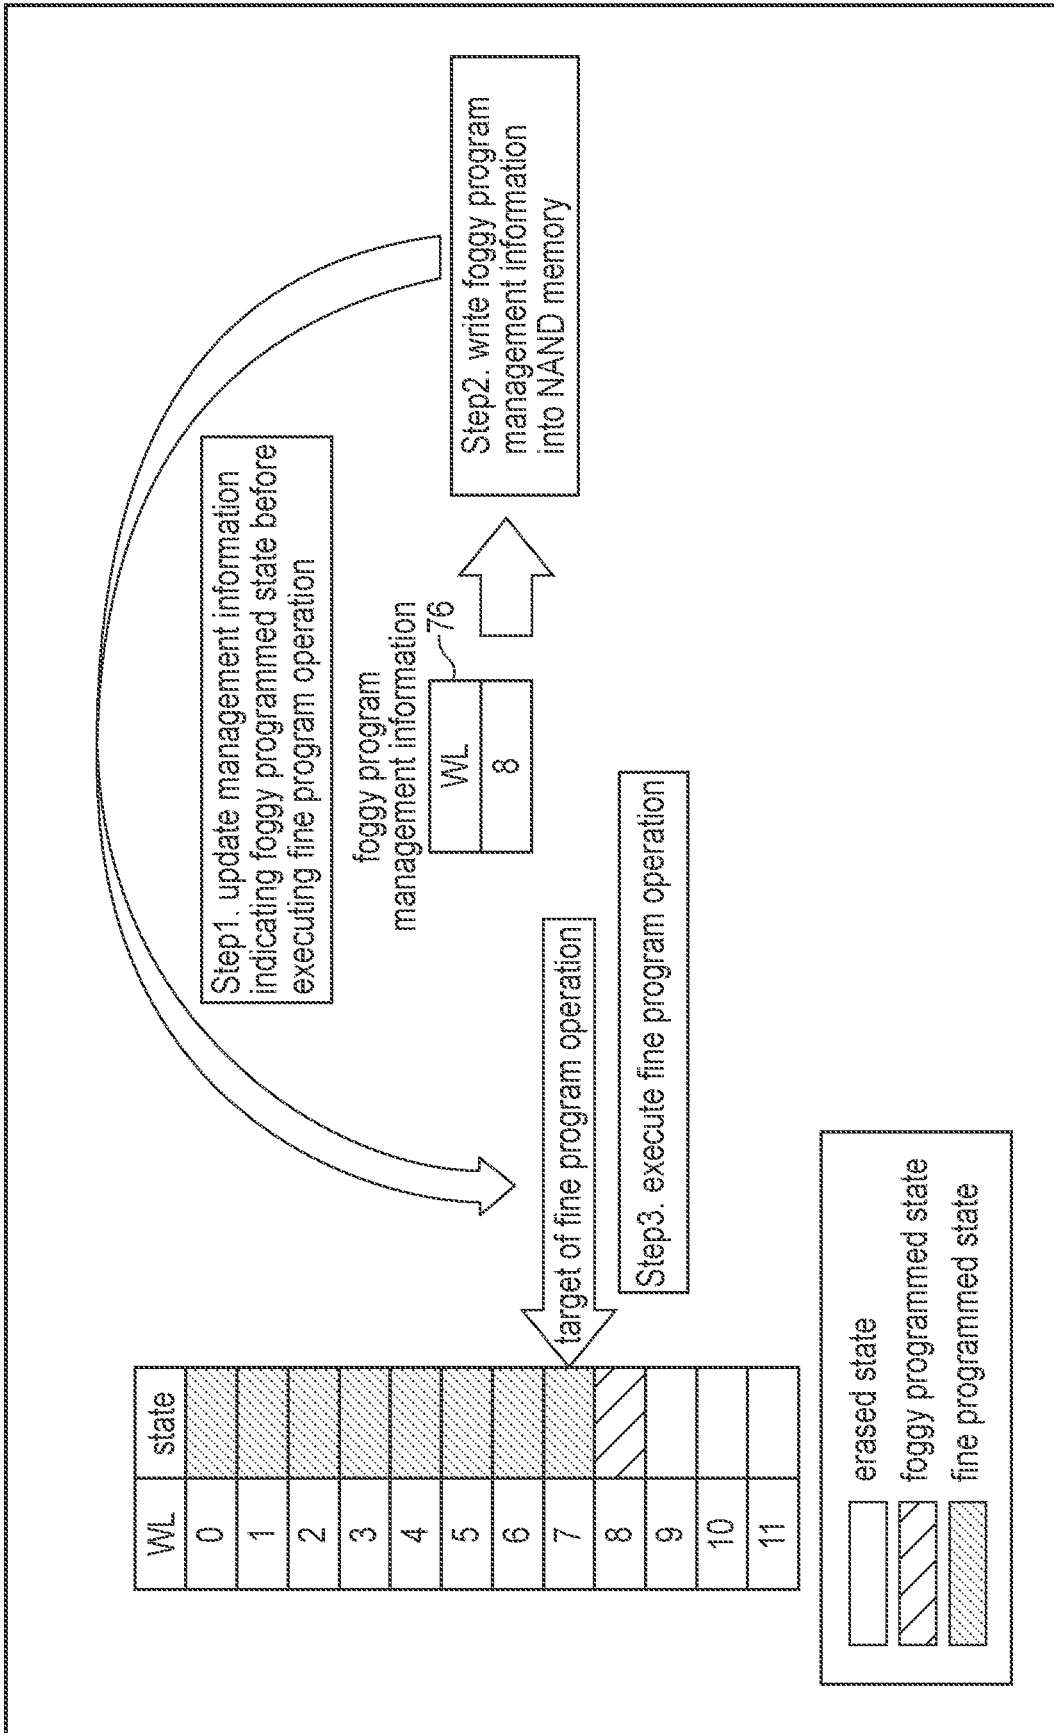 WL state
0
1
2
3
4
5
6
7
8
9
10
11
Step1. update management information
indicating foggy programmed state before
executing fine program operation
foggy program
management information
WL
76
8
Step2. write foggy program
management information
into NAND memory
target of fine program operation
Step3. execute fine program operation
erased state
foggy programmed state
fine programmed state